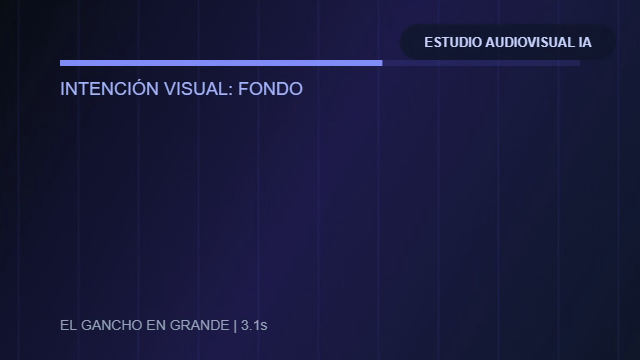 ESTUDIO AUDIOVISUAL IA
INTENCIÓN VISUAL: FONDO
EL GANCHO EN GRANDE | 3.1s